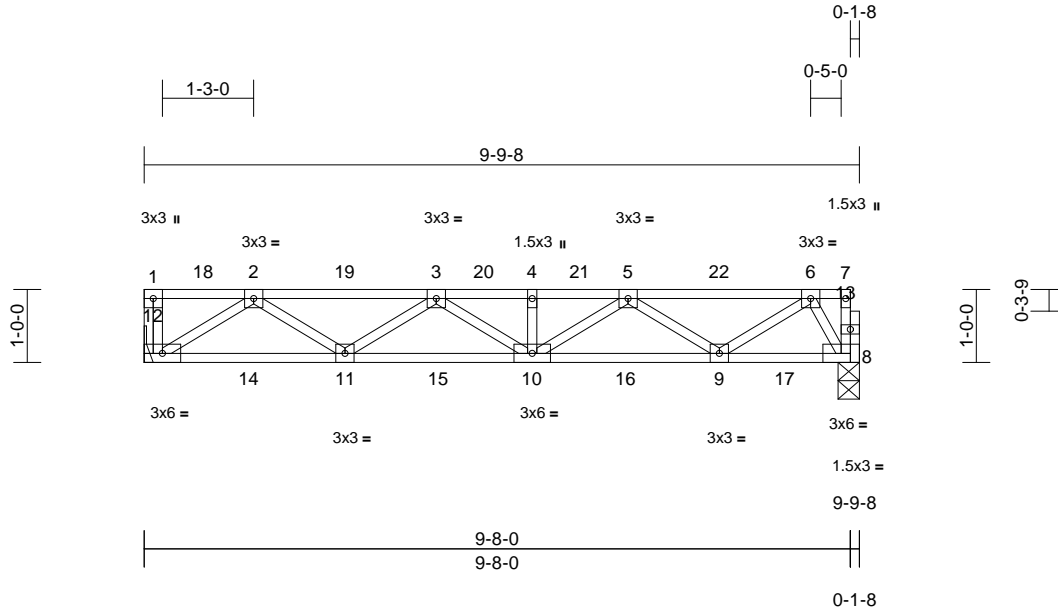 0-1-8
0-5-0
1-3-0
9-9-8
1.5x3 II
3x3 II
3x3 =
3x3 =
3x3 =
1.5x3 II
3x3 =
1 18 2 19 3 20 4 21 5 22 6 7
13
12
1-0-0
1-0-0
0-3-9
8
14 11 15 10 16 9 17
3x6 =
3x6 =
3x6 =
3x3 =
3x3 =
1.5x3 =
9-9-8
9-8-0
9-8-0
0-1-8